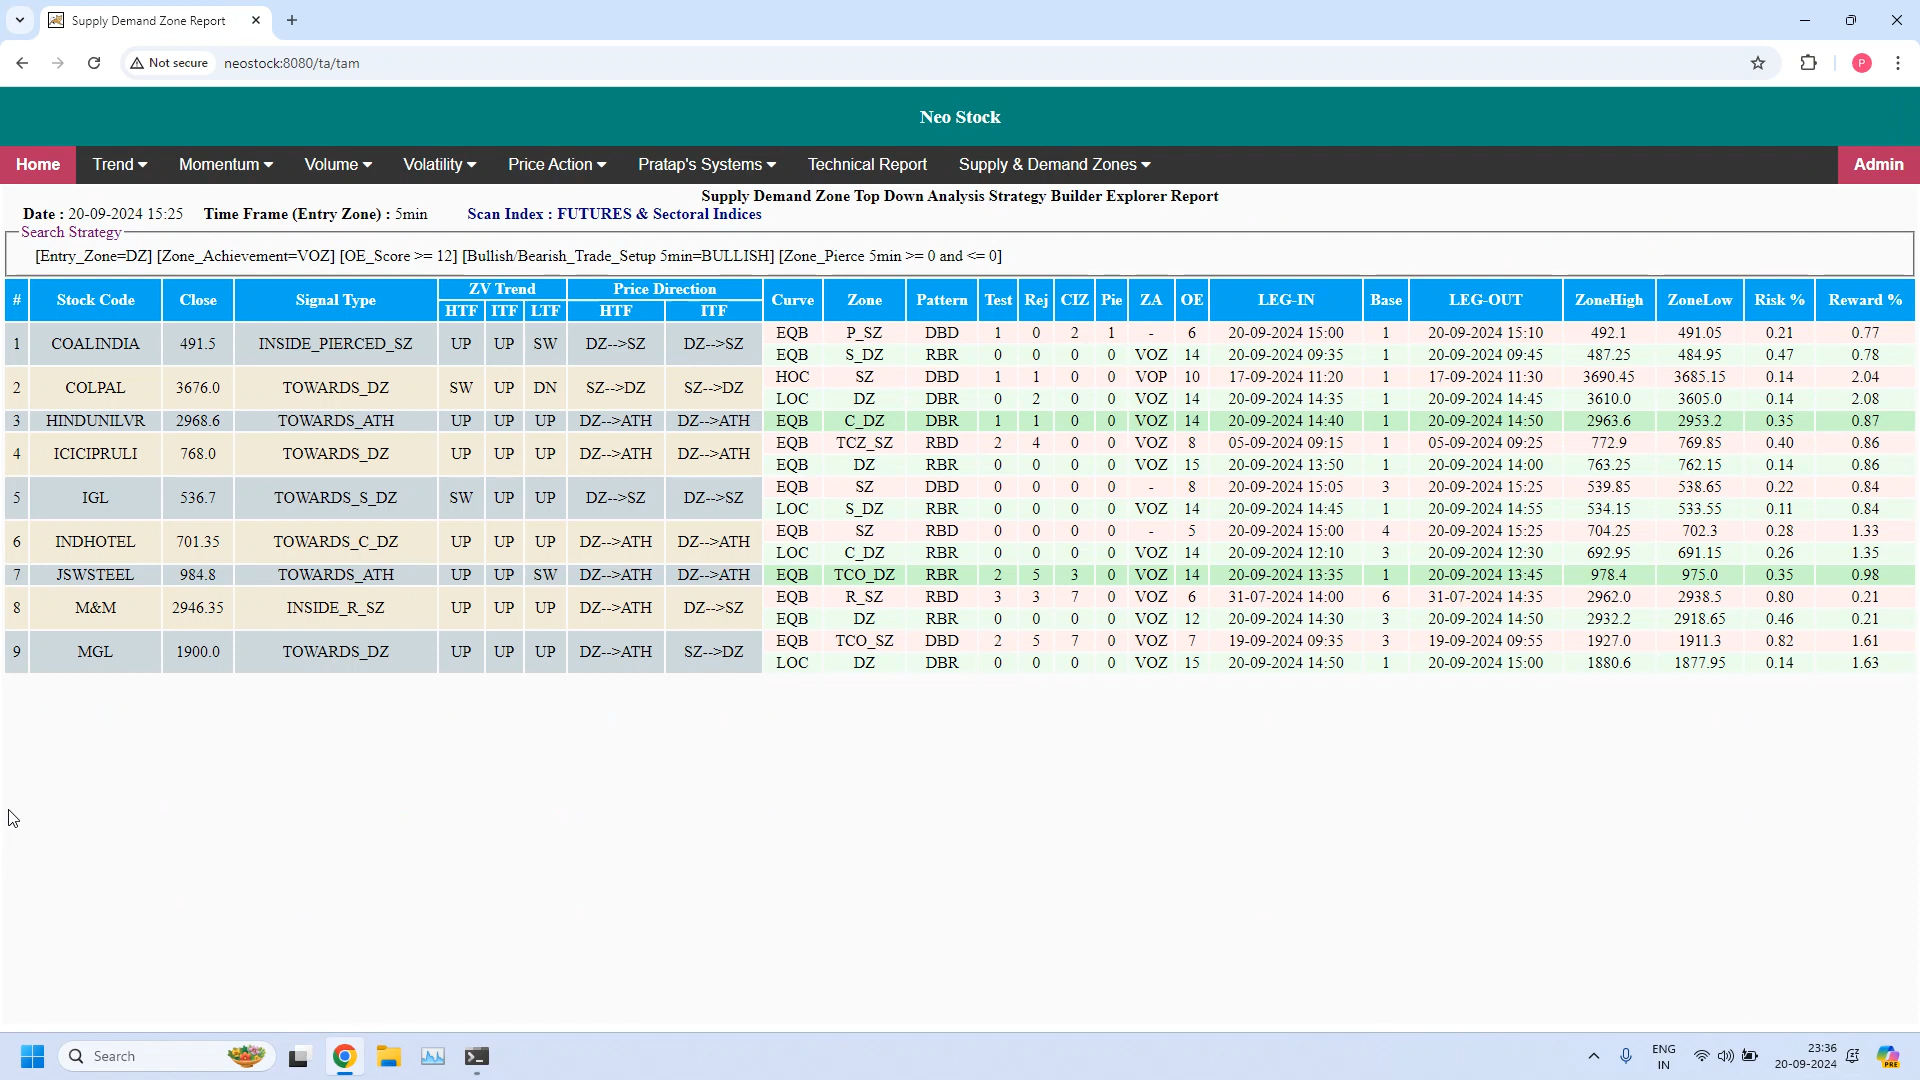 Supply Demand Zone Report
Not secure neostock:8080/ta/tam
P
Neo Stock
Home Trend Momentum Volume Volatility Price Action Pratap's Systems Technical Report Supply & Demand Zones Admin
Supply Demand Zone Top Down Analysis Strategy Builder Explorer Report
Date : 20-09-2024 15:25 Time Frame (Entry Zone) : 5min Scan Index : FUTURES & Sectoral Indices
Search Strategy
[Entry_Zone=DZ] [Zone_Achievement=VOZ] [OE_Score >= 12] [Bullish/Bearish_Trade_Setup 5min=BULLISH] [Zone_Pierce 5min >= 0 and <= 0]
# Stock Code Close Signal Type ZV Trend Price Direction Curve Zone Pattern Test Rej CIZ Pie ZA OE LEG-IN Base LEG-OUT ZoneHigh ZoneLow Risk % Reward %
HTF ITF LTF HTF ITF
1 COALINDIA 491.5 INSIDE_PIERCED_SZ UP UP SW DZ-->SZ DZ-->SZ EQB P_SZ DBD 1 0 2 1 - 6 20-09-2024 15:00 1 20-09-2024 15:10 492.1 491.05 0.21 0.77
EQB S_DZ RBR 0 0 0 0 VOZ 14 20-09-2024 09:35 1 20-09-2024 09:45 487.25 484.95 0.47 0.78
2 COLPAL 3676.0 TOWARDS_DZ SW UP DN SZ-->DZ SZ-->DZ HOC SZ DBD 1 1 0 0 VOP 10 17-09-2024 11:20 1 17-09-2024 11:30 3690.45 3685.15 0.14 2.04
LOC DZ DBR 0 2 0 0 VOZ 14 20-09-2024 14:35 1 20-09-2024 14:45 3610.0 3605.0 0.14 2.08
3 HINDUNILVR 2968.6 TOWARDS_ATH UP UP UP DZ-->ATH DZ-->ATH EQB C_DZ DBR 1 1 0 0 VOZ 14 20-09-2024 14:40 1 20-09-2024 14:50 2963.6 2953.2 0.35 0.87
4 ICICIPRULI 768.0 TOWARDS_DZ UP UP UP DZ-->ATH DZ-->ATH EQB TCZ_SZ RBD 2 4 0 0 VOZ 8 05-09-2024 09:15 1 05-09-2024 09:25 772.9 769.85 0.40 0.86
EQB DZ RBR 0 0 0 0 VOZ 15 20-09-2024 13:50 1 20-09-2024 14:00 763.25 762.15 0.14 0.86
5 IGL 536.7 TOWARDS_S_DZ SW UP UP DZ-->SZ DZ-->SZ EQB SZ DBD 0 0 0 0 - 8 20-09-2024 15:05 3 20-09-2024 15:25 539.85 538.65 0.22 0.84
LOC S_DZ RBR 0 0 0 0 VOZ 14 20-09-2024 14:45 1 20-09-2024 14:55 534.15 533.55 0.11 0.84
6 INDHOTEL 701.35 TOWARDS_C_DZ UP UP UP DZ-->ATH DZ-->ATH EQB SZ RBD 0 0 0 0 - 5 20-09-2024 15:00 4 20-09-2024 15:25 704.25 702.3 0.28 1.33
LOC C_DZ RBR 0 0 0 0 VOZ 14 20-09-2024 12:10 3 20-09-2024 12:30 692.95 691.15 0.26 1.35
7 JSWSTEEL 984.8 TOWARDS_ATH UP UP SW DZ-->ATH DZ-->ATH EQB TCO_DZ RBR 2 5 3 0 VOZ 14 20-09-2024 13:35 1 20-09-2024 13:45 978.4 975.0 0.35 0.98
8 M&M 2946.35 INSIDE_R_SZ UP UP UP DZ-->ATH DZ-->SZ EQB R_SZ RBD 3 3 7 0 VOZ 6 31-07-2024 14:00 6 31-07-2024 14:35 2962.0 2938.5 0.80 0.21
EQB DZ RBR 0 0 0 0 VOZ 12 20-09-2024 14:30 3 20-09-2024 14:50 2932.2 2918.65 0.46 0.21
9 MGL 1900.0 TOWARDS_DZ UP UP UP DZ-->ATH SZ-->DZ EQB TCO_SZ DBD 2 5 7 0 VOZ 7 19-09-2024 09:35 3 19-09-2024 09:55 1927.0 1911.3 0.82 1.61
LOC DZ DBR 0 0 0 0 VOZ 15 20-09-2024 14:50 1 20-09-2024 15:00 1880.6 1877.95 0.14 1.63
Search
ENG
IN
23:36
20-09-2024
PRE